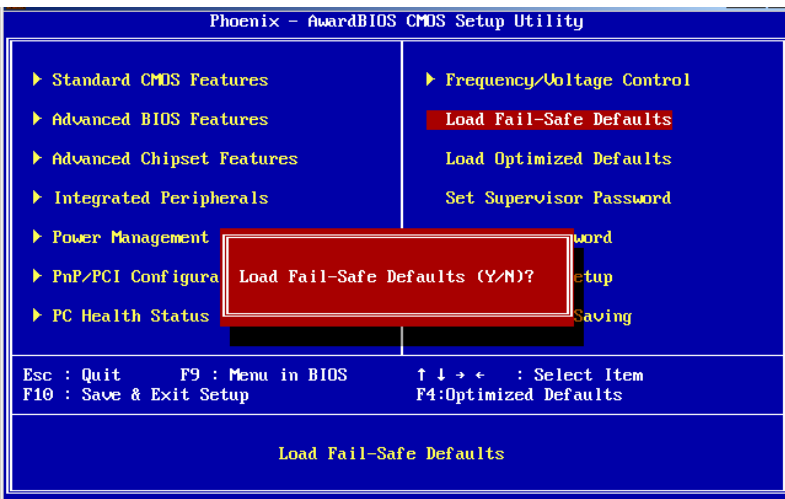 Phoenix - AwardBIOS CMOS Setup Utility
▶ Standard CMOS Features
▶ Advanced BIOS Features
▶ Advanced Chipset Features
▶ Integrated Peripherals
▶ Power Management
▶ PnP/PCI Configura
▶ PC Health Status
▶ Frequency/Voltage Control
Load Fail-Safe Defaults
Load Optimized Defaults
Set Supervisor Password
word
etup
Saving
Load Fail-Safe Defaults (Y/N)?
Esc : Quit F9 : Menu in BIOS ↑ ↓ → ← : Select Item
F10 : Save & Exit Setup F4:Optimized Defaults
Load Fail-Safe Defaults